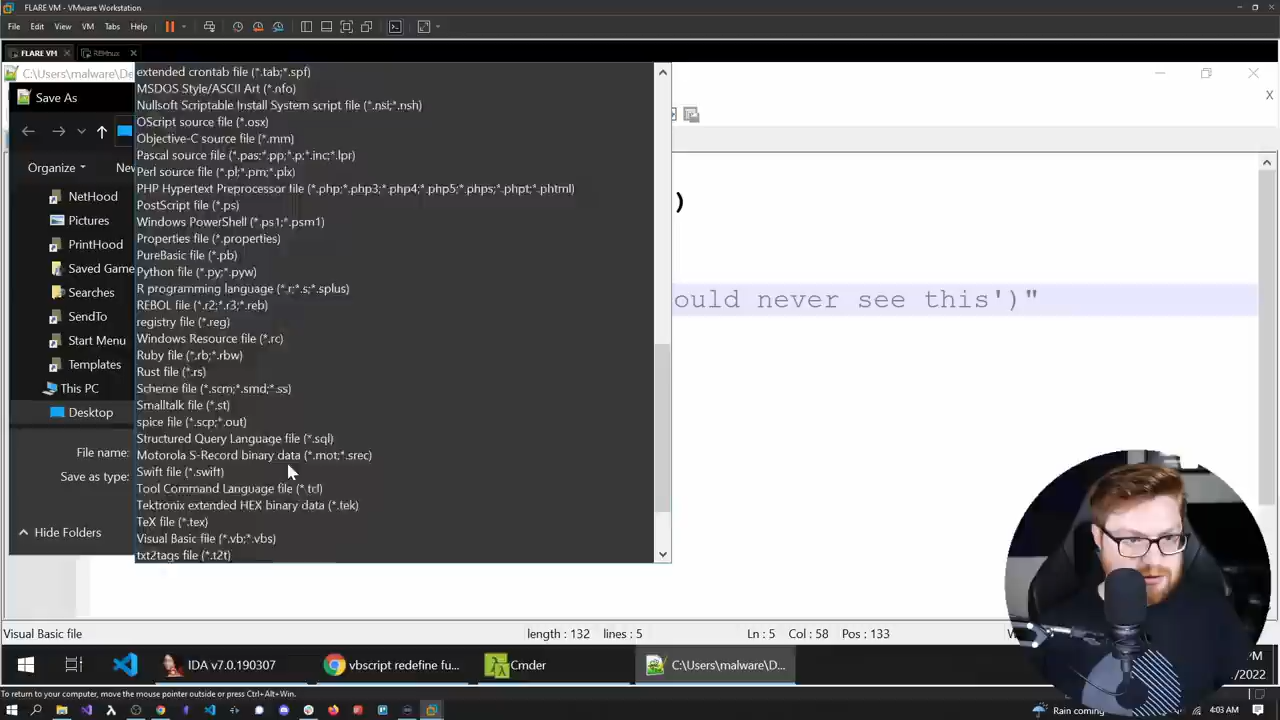 FLARE VM - VMware Workstation
File Edit View VM Tabs Help
FLARE VM REMnux
C:\Users\malware\De
Save As
Organize Nev
NetHood
Pictures
PrintHood
Saved Game
Searches
SendTo
Start Menu
Templates
This PC
Desktop
File name:
Save as type:
Hide Folders
extended crontab file (*.tab;*.spf)
MSDOS Style/ASCII Art (*.nfo)
Nullsoft Scriptable Install System script file (*.nsi;*.nsh)
OScript source file (*.osx)
Objective-C source file (*.mm)
Pascal source file (*.pas;*.pp;*.p;*.inc;*.lpr)
Perl source file (*.pl;*.pm;*.plx)
PHP Hypertext Preprocessor file (*.php;*.php3;*.php4;*.php5;*.phps;*.phpt;*.phtml)
PostScript file (*.ps)
Windows PowerShell (*.ps1;*.psm1)
Properties file (*.properties)
PureBasic file (*.pb)
Python file (*.py;*.pyw)
R programming language (*.r;*.s;*.splus)
REBOL file (*.r2;*.r3;*.reb)
registry file (*.reg)
Windows Resource file (*.rc)
Ruby file (*.rb;*.rbw)
Rust file (*.rs)
Scheme file (*.scm;*.smd;*.ss)
Smalltalk file (*.st)
spice file (*.scp;*.out)
Structured Query Language file (*.sql)
Motorola S-Record binary data (*.mot;*.srec)
Swift file (*.swift)
Tool Command Language file (*.tcl)
Tektronix extended HEX binary data (*.tek)
TeX file (*.tex)
Visual Basic file (*.vb;*.vbs)
txt2tags file (*.t2t)
)
ould never see this')"
Visual Basic file length : 132 lines : 5 Ln : 5 Col : 58 Pos : 133
IDA v7.0.190307 vbscript redefine fu... Cmder C:\Users\malware\D...
/2022
To return to your computer, move the mouse pointer outside or press Ctrl+Alt+Win.
Rain coming 4:03 AM